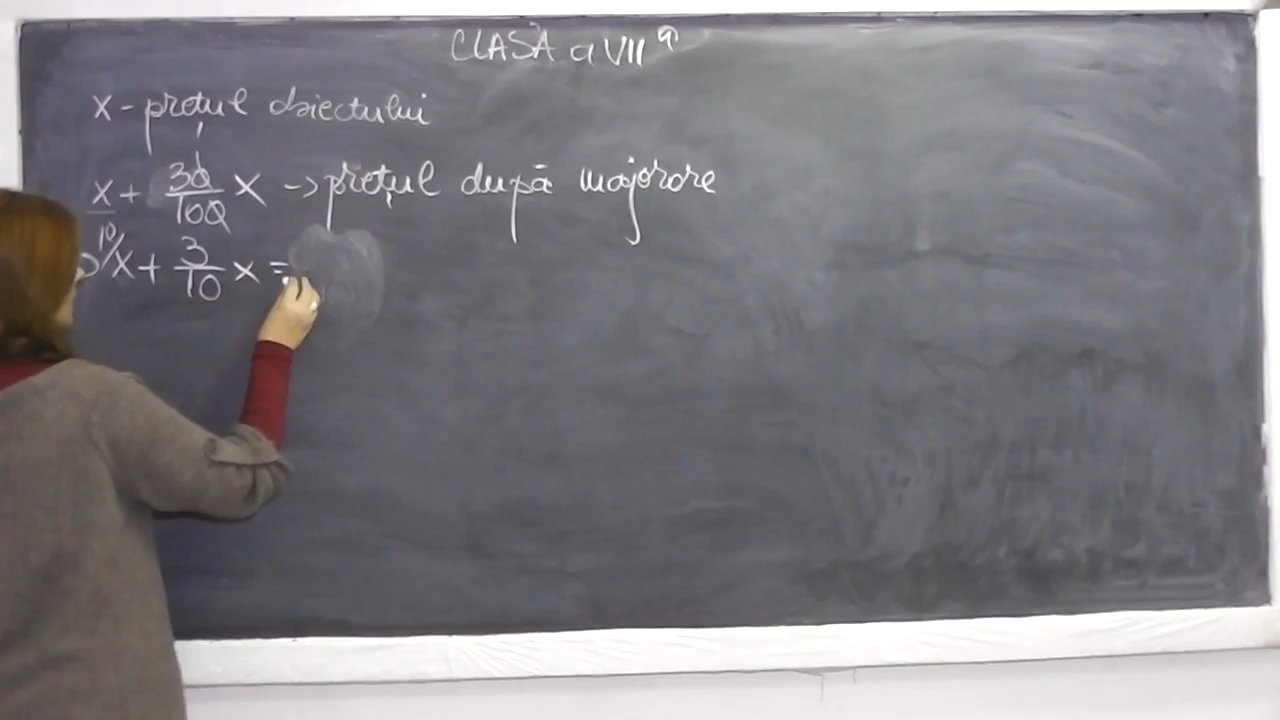 CLASA a VII a
x - prețul obiectului
x + 30/100 x -> prețul după majorare
10/x + 3/10 x =